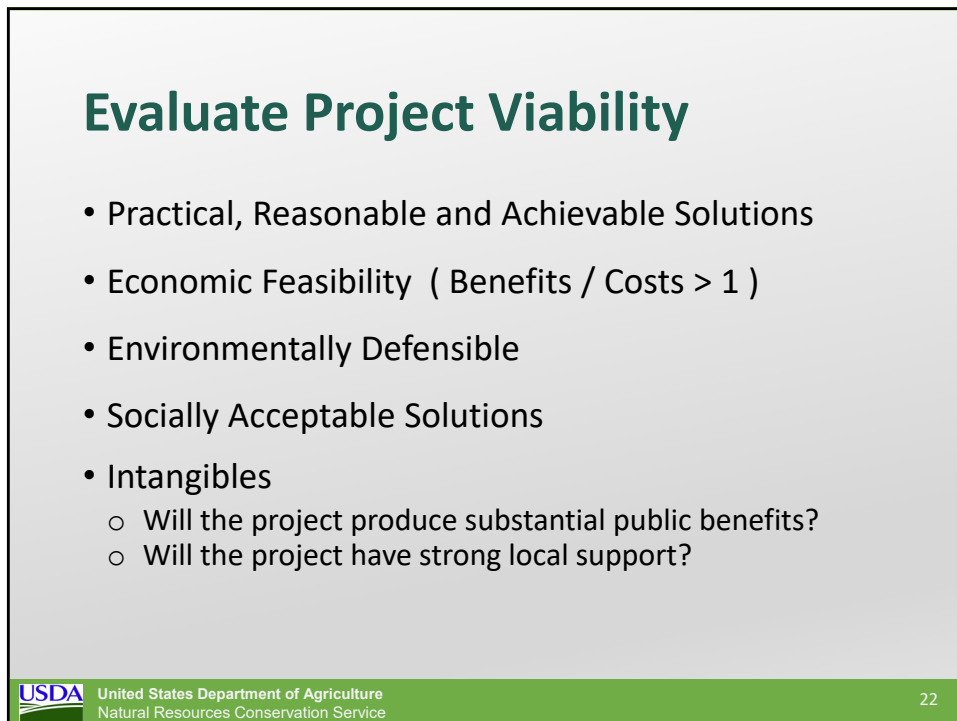 Evaluate Project Viability
• Practical, Reasonable and Achievable Solutions
• Economic Feasibility ( Benefits / Costs > 1 )
• Environmentally Defensible
• Socially Acceptable Solutions
• Intangibles
o Will the project produce substantial public benefits?
o Will the project have strong local support?
USDA
United States Department of Agriculture
Natural Resources Conservation Service
22